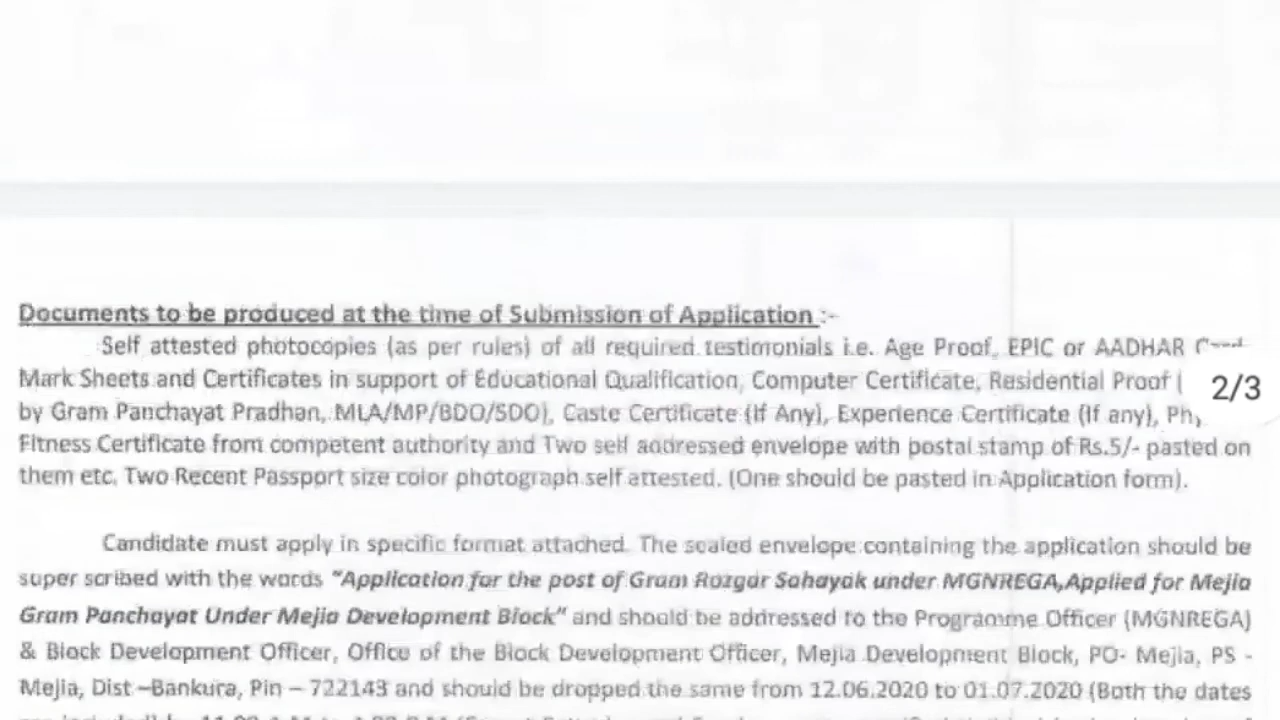 Documents to be produced at the time of Submission of Application :-
Self attested photocopies (as per rules) of all required testimonials i.e. Age Proof, EPIC or AADHAR
Mark Sheets and Certificates in support of Educational Qualification, Computer Certificate, Residential Proof (
2/3
by Gram Panchayat Pradhan, MLA/MP/BDO/SDO), Caste Certificate (If Any), Experience Certificate (If any),
Fitness Certificate from competent authority and Two self addressed envelope with postal stamp of Rs.5/- pasted on
them etc. Two Recent Passport size color photograph self attested. (One should be pasted in Application form).
Candidate must apply in specific format attached. The sealed envelope containing the application should be
super scribed with the words "Application for the post of Gram Rozgar Sahayak under MGNREGA,Applied for Mejia
Gram Panchayat Under Mejia Development Block" and should be addressed to the Programme Officer (MGNREGA)
& Block Development Officer, Office of the Block Development Officer, Mejia Development Block, PO- Mejia, PS -
Mejia, Dist –Bankura, Pin – 722143 and should be dropped the same from 12.06.2020 to 01.07.2020 (Both the dates